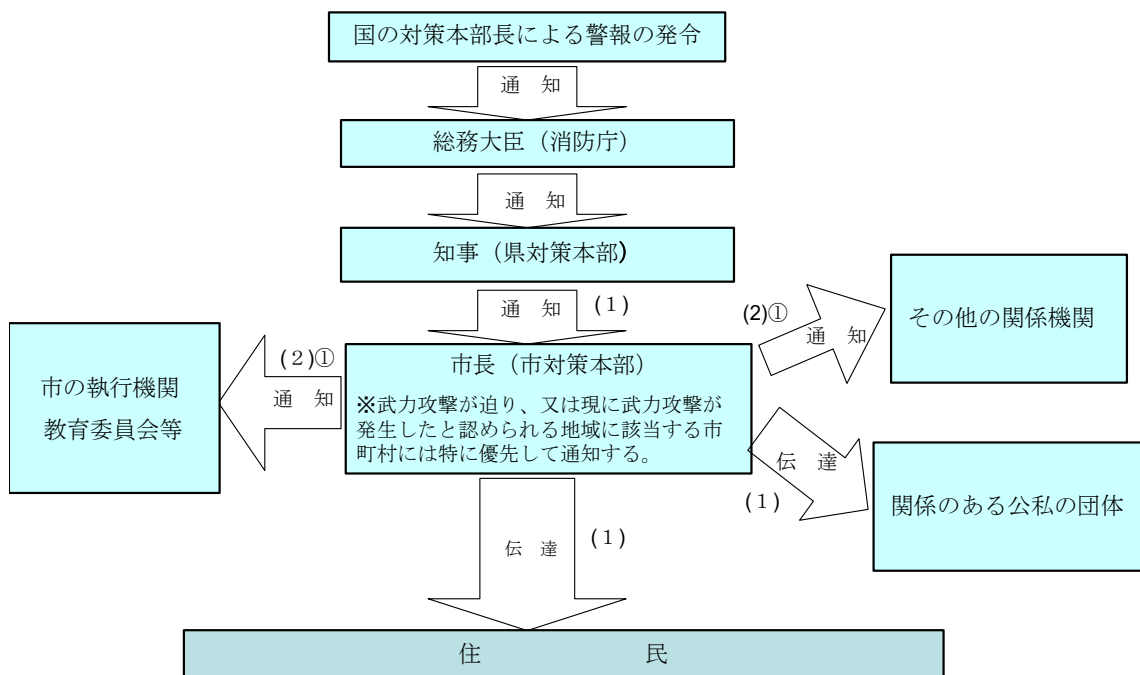 国の対策本部長による警報の発令
通　知
総務大臣（消防庁）
通　知
知事（県対策本部)
通　知
(１)
(2)①
通　知
その他の関係機関
市の執行機関
教育委員会等
(２)①
通　知
市長（市対策本部）
※武力攻撃が迫り、又は現に武力攻撃が
発生したと認められる地域に該当する市
町村には特に優先して通知する。
伝　達
(１)
関係のある公私の団体
伝　達
(１)
住　　　　　　　民